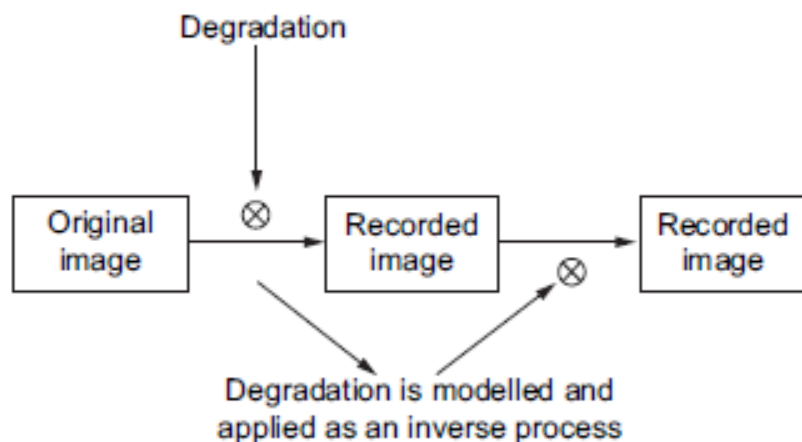 Degradation
Original
image
Recorded
image
Recorded
image
Degradation is modelled and
applied as an inverse process